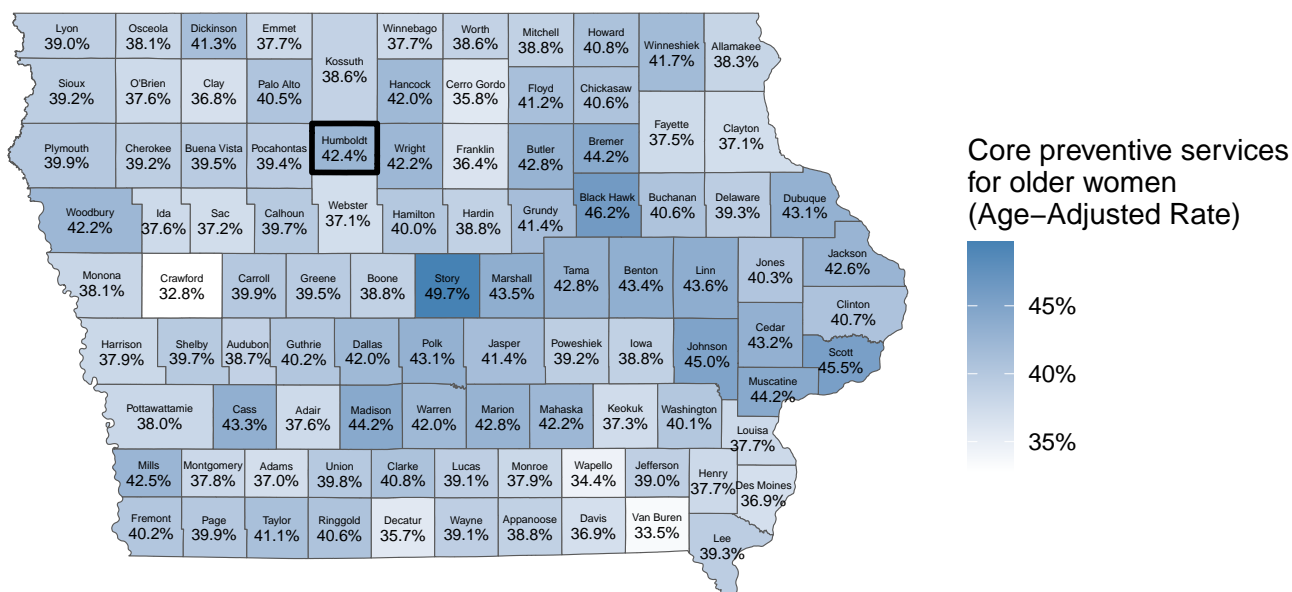 Lyon
39.0%
Osceola
38.1%
Dickinson
41.3%
Emmet
37.7%
Kossuth
38.6%
Winnebago
37.7%
Worth
38.6%
Mitchell
38.8%
Howard
40.8%
Winneshiek
41.7%
Allamakee
38.3%
Sioux
39.2%
O'Brien
37.6%
Clay
36.8%
Palo Alto
40.5%
Hancock
42.0%
Cerro Gordo
35.8%
Floyd
41.2%
Chickasaw
40.6%
Fayette
37.5%
Clayton
37.1%
Plymouth
39.9%
Cherokee
39.2%
Buena Vista
39.5%
Pocahontas
39.4%
Humboldt
42.4%
Wright
42.2%
Franklin
36.4%
Butler
42.8%
Bremer
44.2%
Woodbury
42.2%
Ida
37.6%
Sac
37.2%
Calhoun
39.7%
Webster
37.1%
Hamilton
40.0%
Hardin
38.8%
Grundy
41.4%
Black Hawk
46.2%
Buchanan
40.6%
Delaware
39.3%
Dubuque
43.1%
Monona
38.1%
Crawford
32.8%
Carroll
39.9%
Greene
39.5%
Boone
38.8%
Story
49.7%
Marshall
43.5%
Tama
42.8%
Benton
43.4%
Linn
43.6%
Jones
40.3%
Jackson
42.6%
Clinton
40.7%
Harrison
37.9%
Shelby
39.7%
Audubon
38.7%
Guthrie
40.2%
Dallas
42.0%
Polk
43.1%
Jasper
41.4%
Poweshiek
39.2%
Iowa
38.8%
Johnson
45.0%
Cedar
43.2%
Scott
45.5%
Muscatine
44.2%
Pottawattamie
38.0%
Cass
43.3%
Adair
37.6%
Madison
44.2%
Warren
42.0%
Marion
42.8%
Mahaska
42.2%
Keokuk
37.3%
Washington
40.1%
Louisa
37.7%
Mills
42.5%
Montgomery
37.8%
Adams
37.0%
Union
39.8%
Clarke
40.8%
Lucas
39.1%
Monroe
37.9%
Wapello
34.4%
Jefferson
39.0%
Henry
37.7%
Des Moines
36.9%
Fremont
40.2%
Page
39.9%
Taylor
41.1%
Ringgold
40.6%
Decatur
35.7%
Wayne
39.1%
Appanoose
38.8%
Davis
36.9%
Van Buren
33.5%
Lee
39.3%
Core preventive services
for older women
(Age−Adjusted Rate)
45%
40%
35%